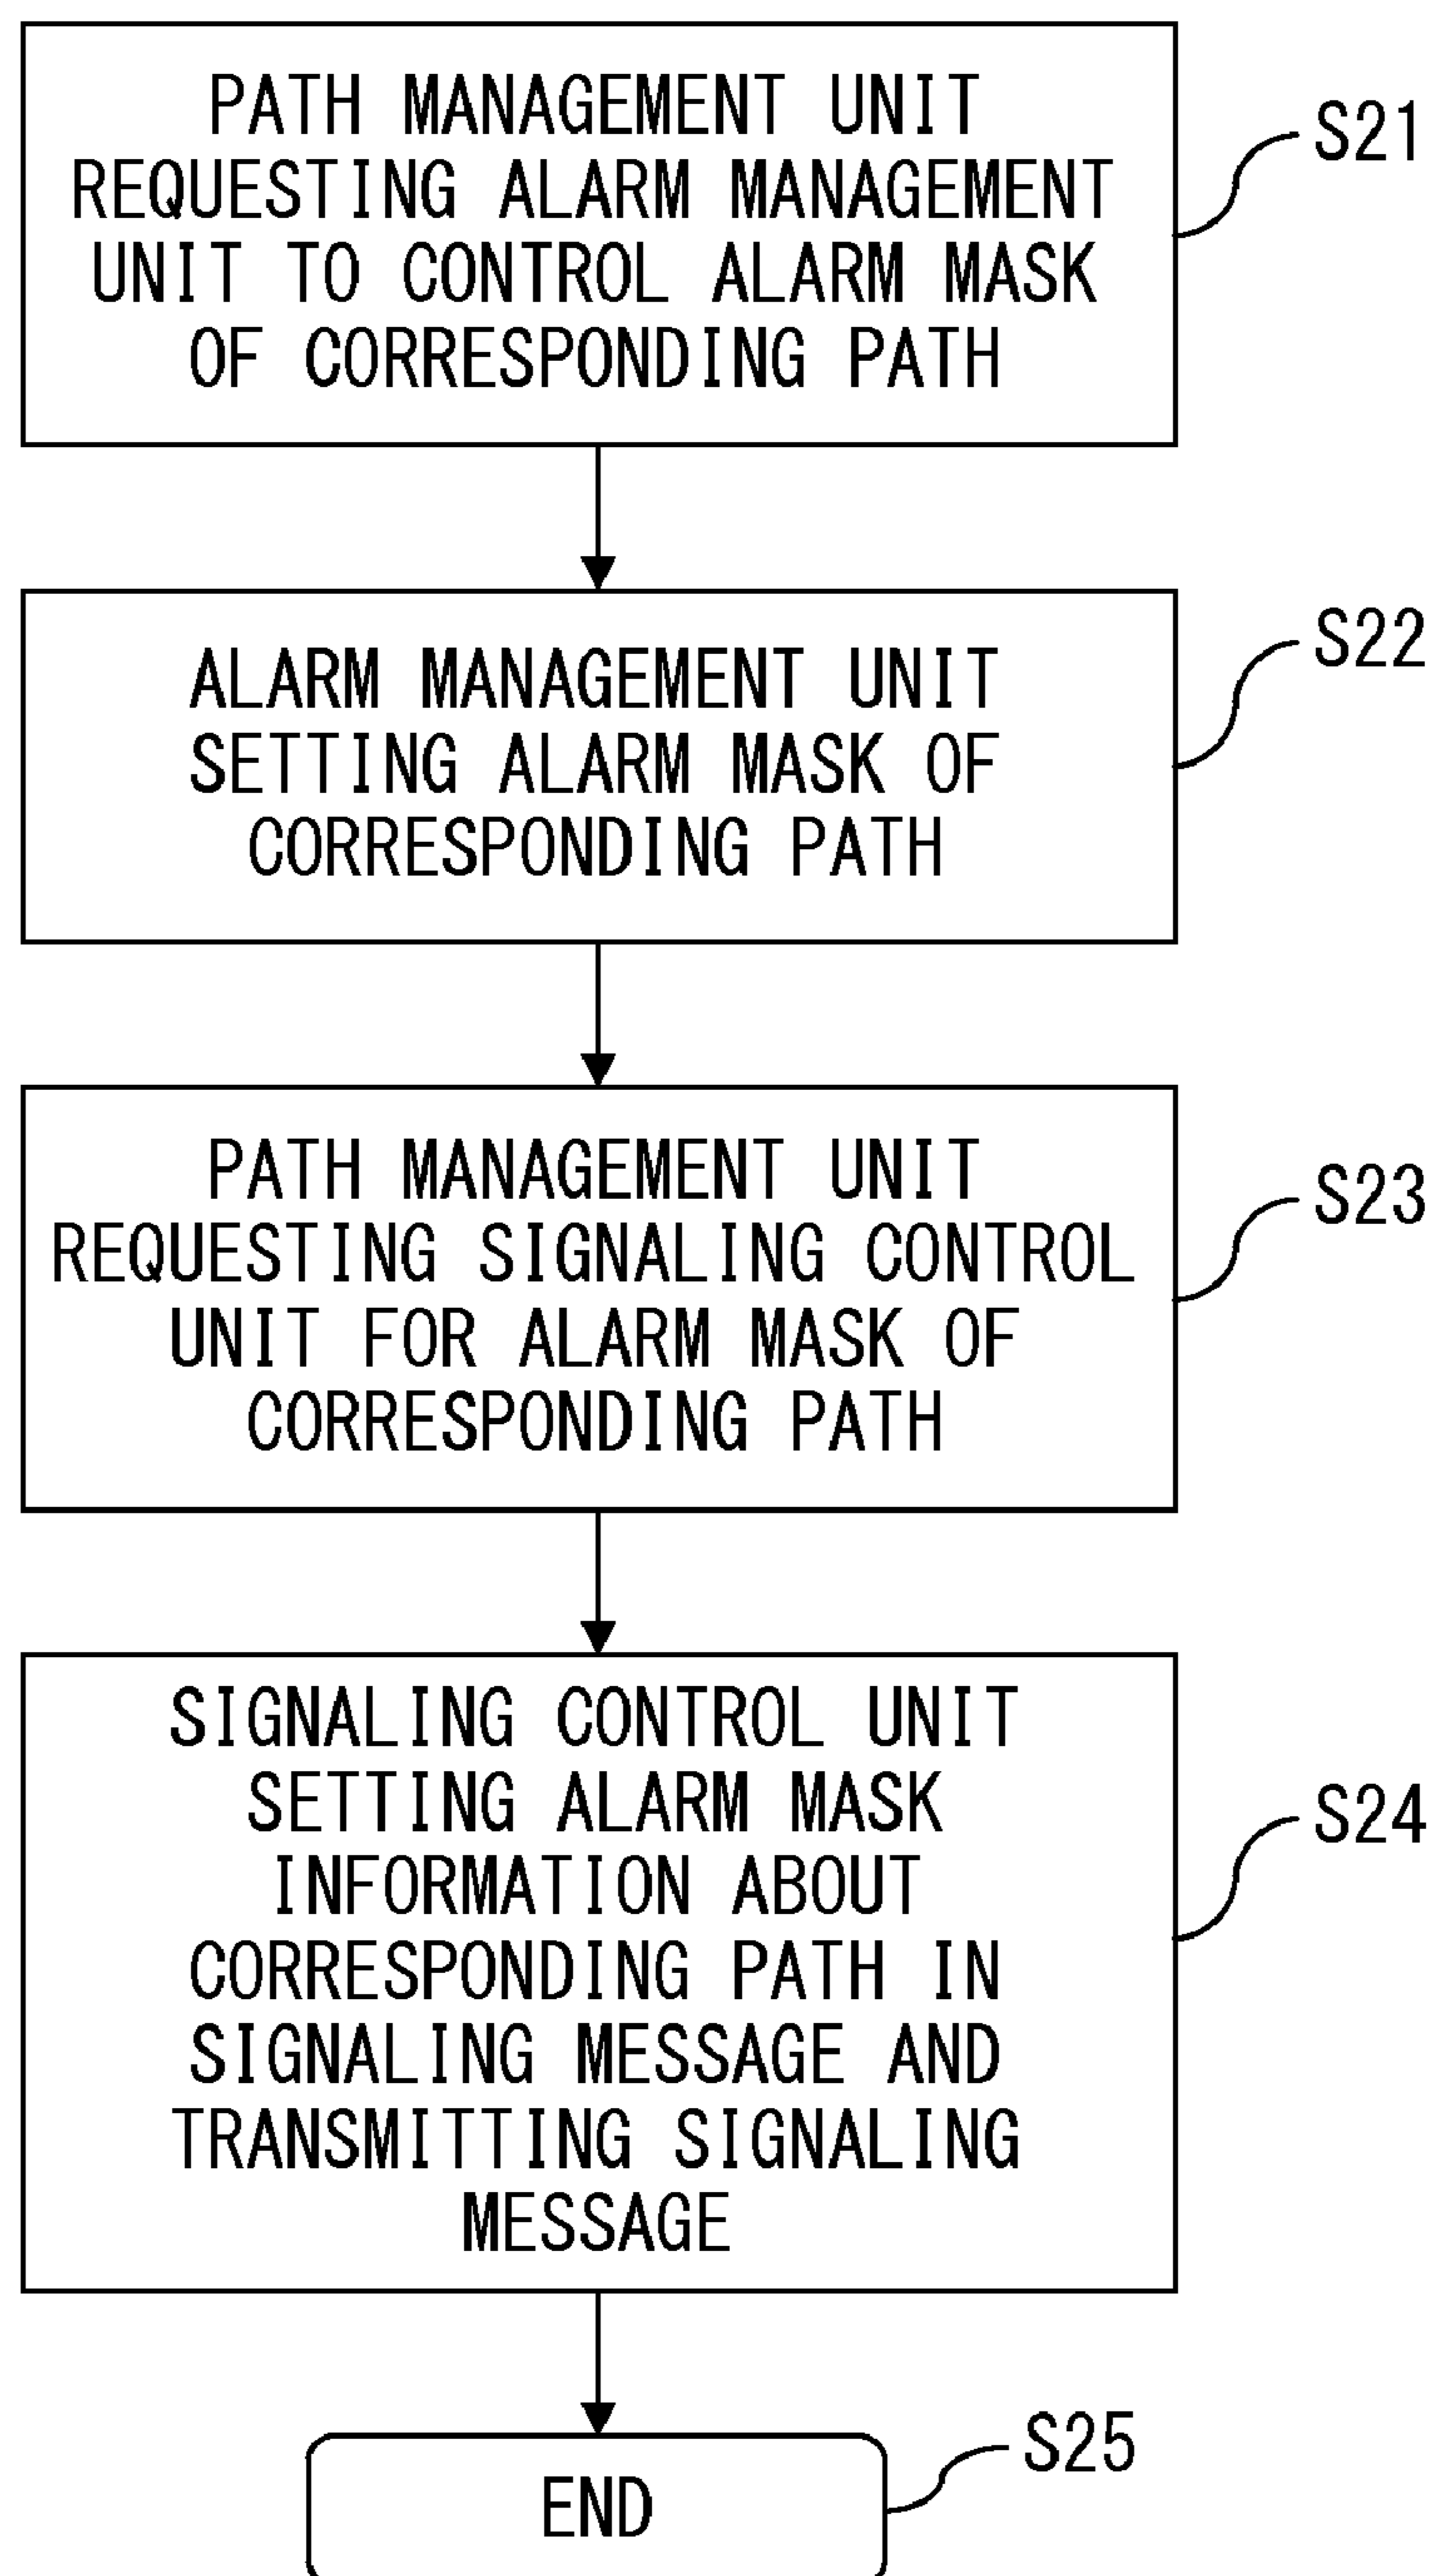 PATH MANAGEMENT UNIT
REQUESTING ALARM MANAGEMENT
UNIT TO CONTROL ALARM MASK
OF CORRESPONDING PATH
S21
ALARM MANAGEMENT UNIT
SETTING ALARM MASK OF
CORRESPONDING PATH
S22
PATH MANAGEMENT UNIT
REQUESTING SIGNALING CONTROL
UNIT FOR ALARM MASK OF
CORRESPONDING PATH
S23
SIGNALING CONTROL UNIT
SETTING ALARM MASK
INFORMATION ABOUT
CORRESPONDING PATH IN
SIGNALING MESSAGE AND
TRANSMITTING SIGNALING
MESSAGE
S24
END
S25